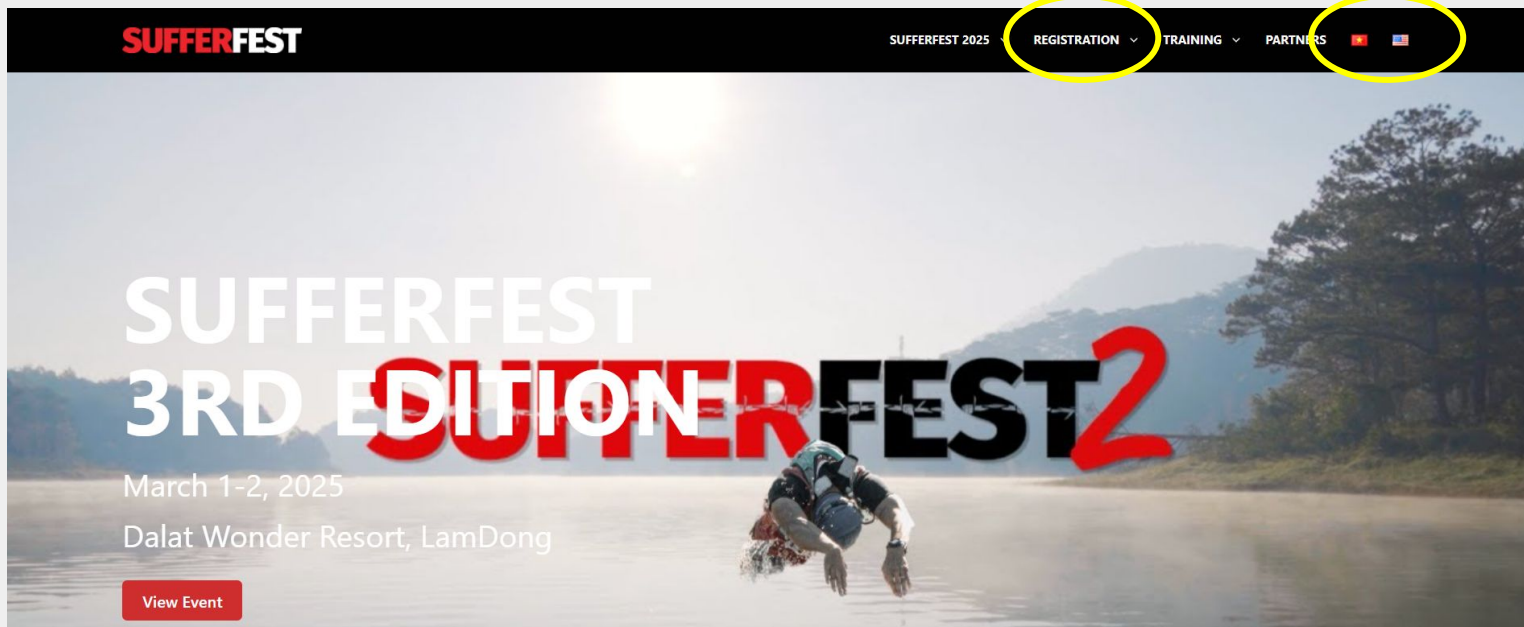 SUFFERFEST
SUFFERFEST 2025
REGISTRATION
TRAINING
PARTNERS
SUFFERFEST
3RD EDITION
SUFFERFEST2
March 1-2, 2025
Dalat Wonder Resort, LamDong
View Event